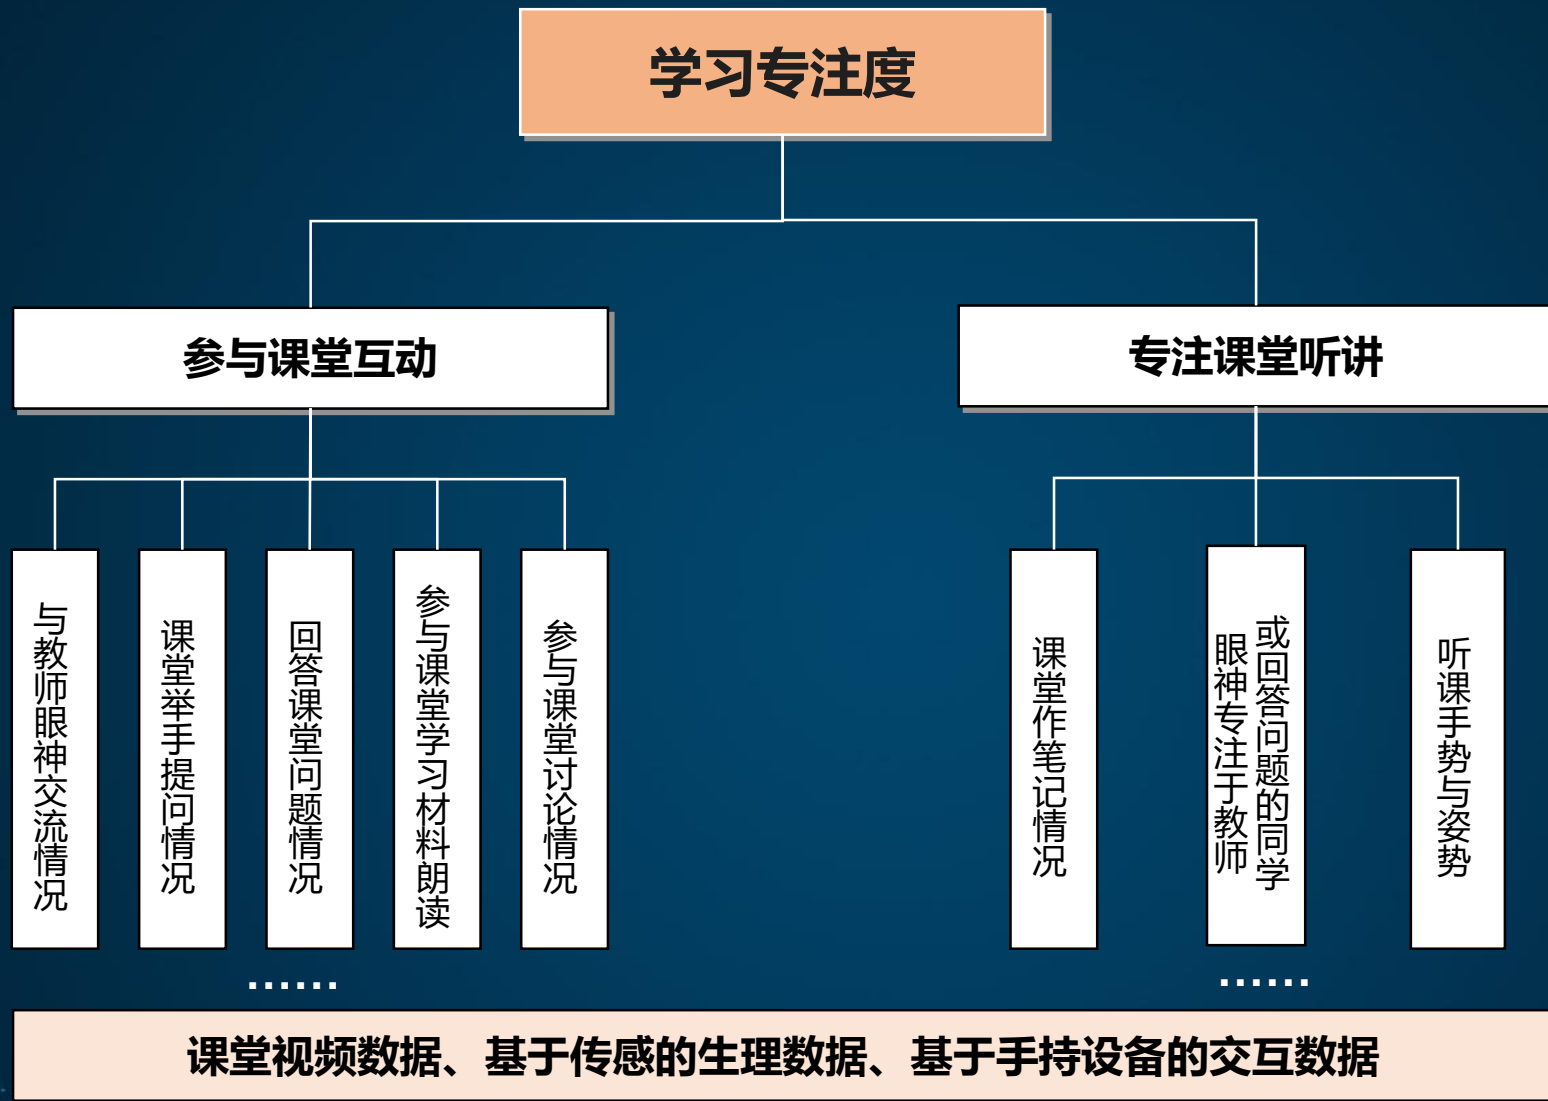 学习专注度
参与课堂互动
专注课堂听讲
与教师眼神交流情况
课堂举手提问情况
回答课堂问题情况
参与课堂学习材料朗读
参与课堂讨论情况
课堂作笔记情况
眼神专注于教师
或回答问题的同学
听课手势与姿势
......
......
课堂视频数据、基于传感的生理数据、基于手持设备的交互数据